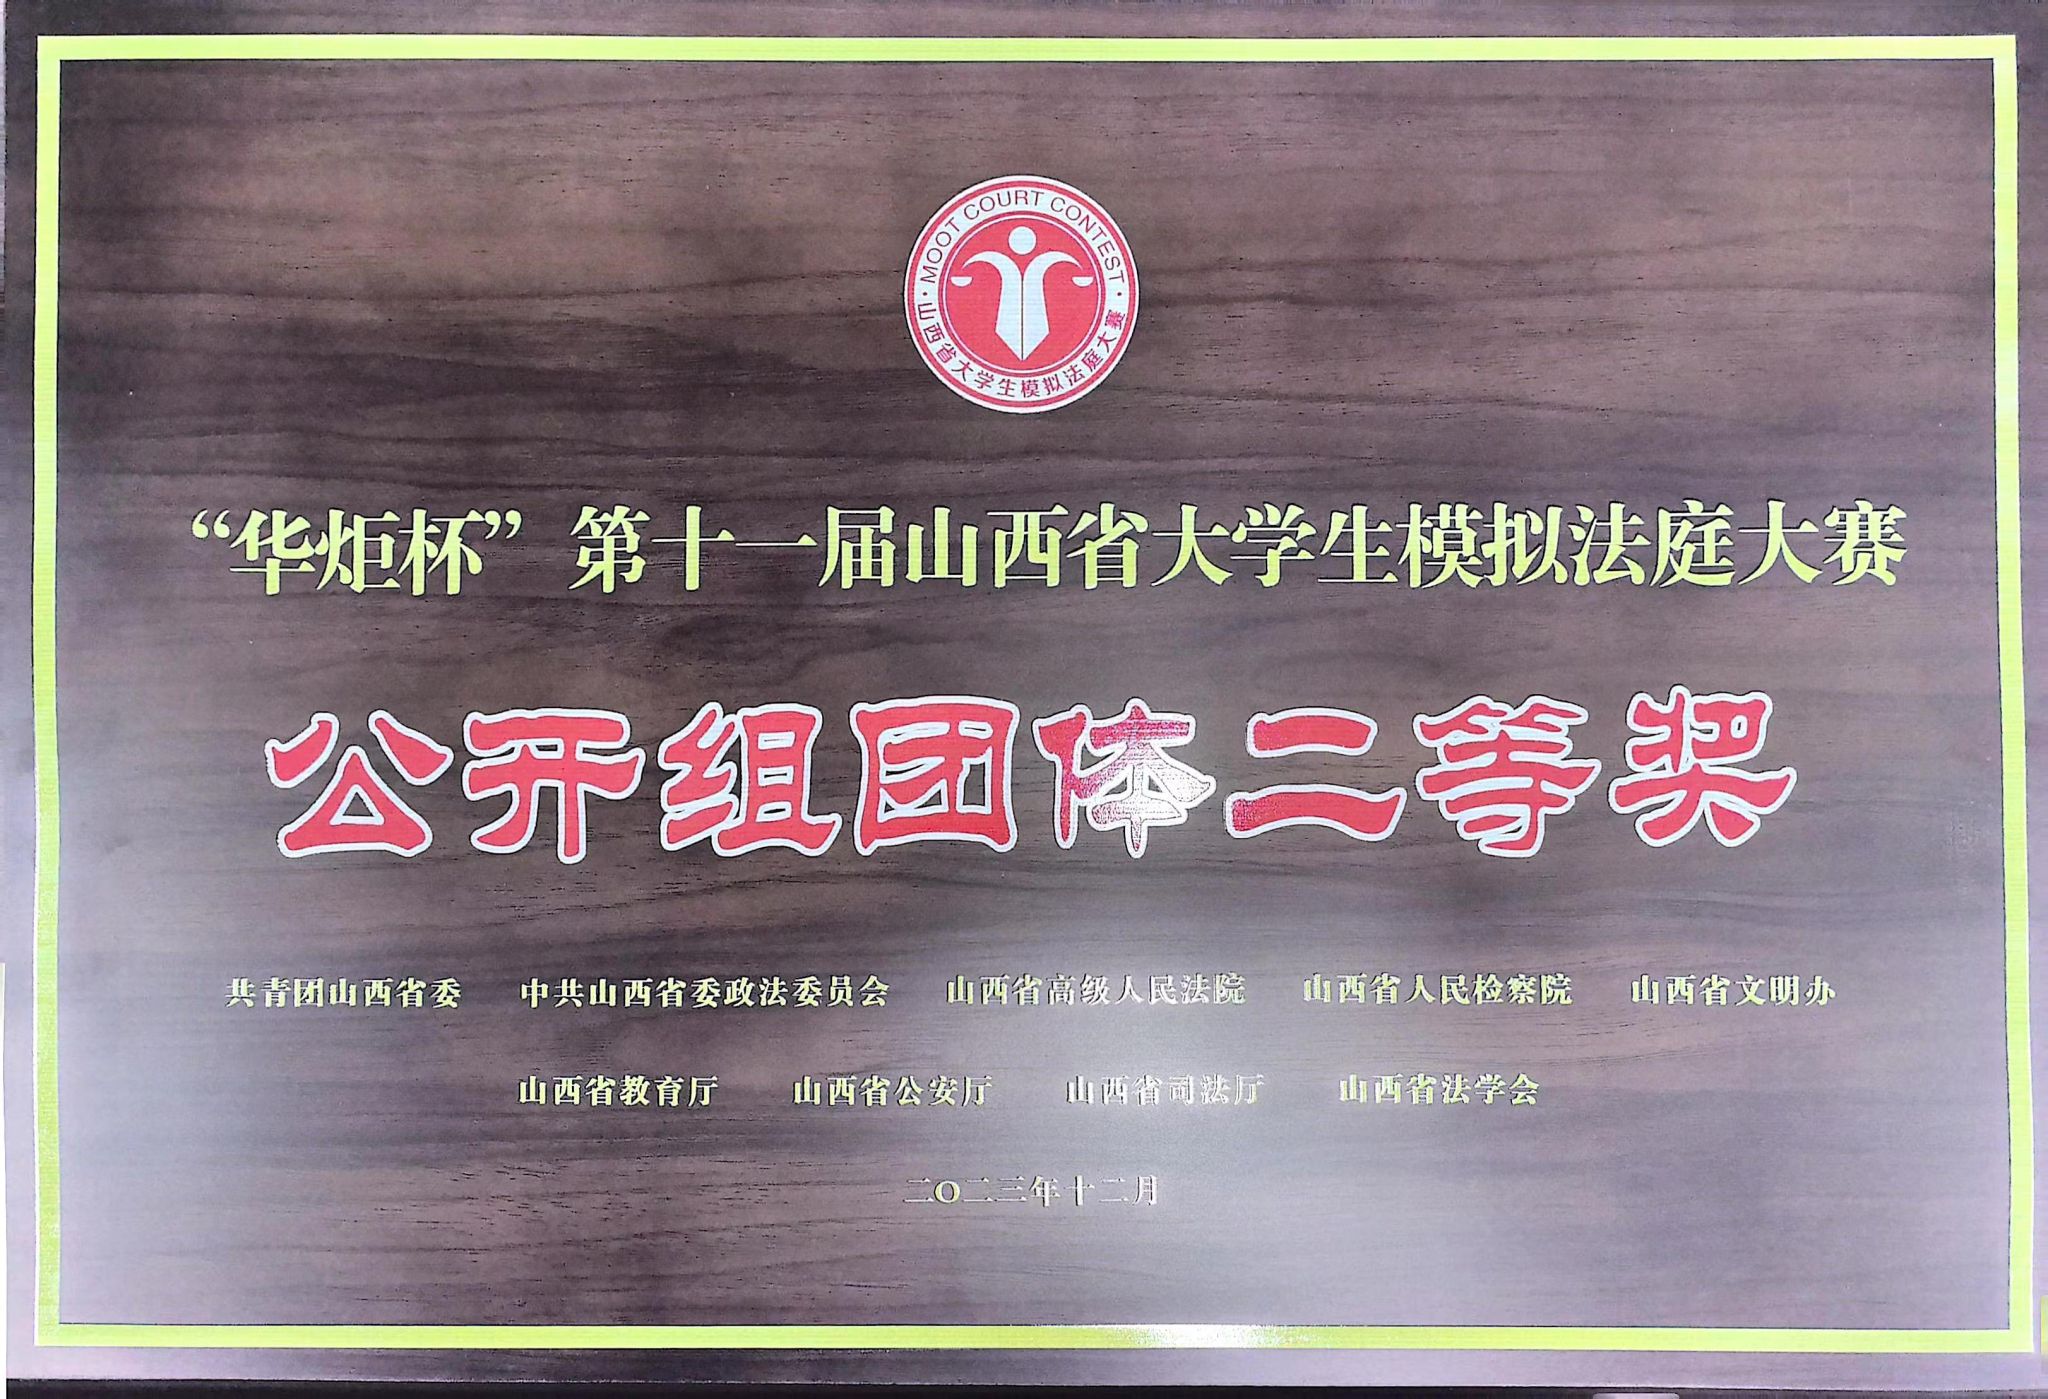 MOOT COURT CONTEST
山西省大学生模拟法庭大赛
“华炬杯”第十一届山西省大学生模拟法庭大赛
公开组团体二等奖
共青团山西省委 中共山西省委政法委员会 山西省高级人民法院 山西省人民检察院 山西省文明办
山西省教育厅 山西省公安厅 山西省司法厅 山西省法学会
二〇二三年十二月